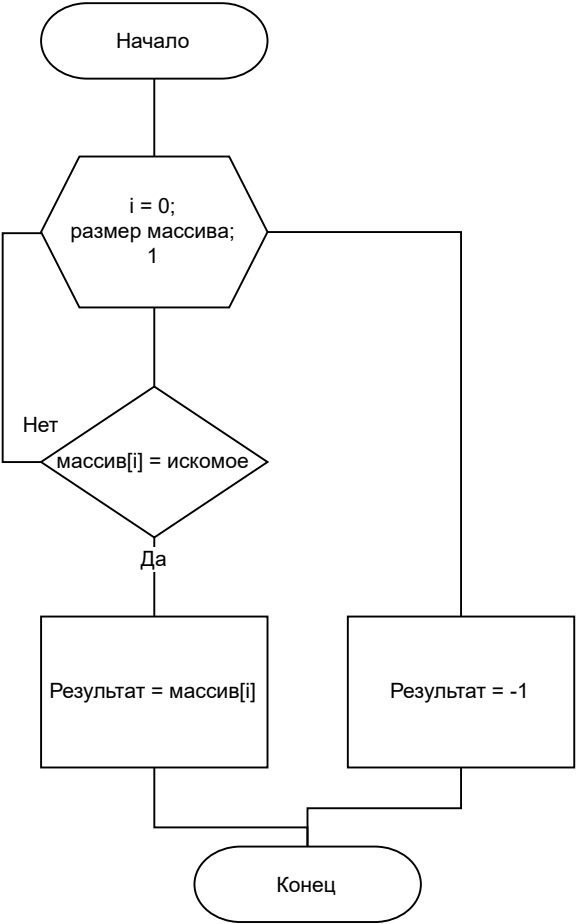 Начало
i = 0;
размер массива;
1
Нет
массив[i] = искомое
Да
Результат = массив[i]
Результат = -1
Конец